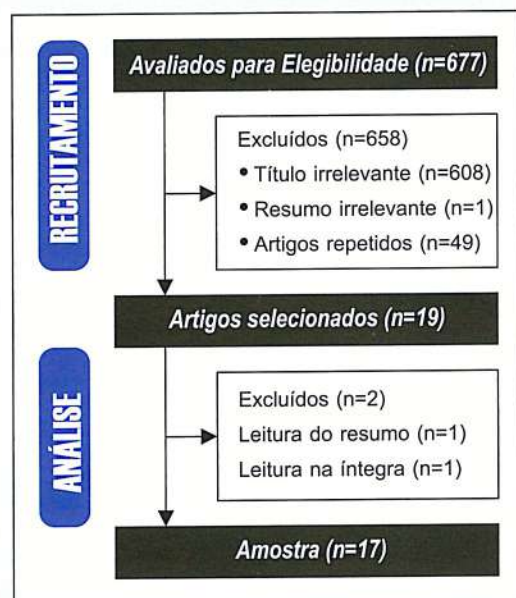 RECRUTAMENTO
Avaliados para Elegibilidade (n=677)
Excluídos (n=658)
• Título irrelevante (n=608)
• Resumo irrelevante (n=1)
• Artigos repetidos (n=49)
Artigos selecionados (n=19)
ANÁLISE
Excluídos (n=2)
Leitura do resumo (n=1)
Leitura na íntegra (n=1)
Amostra (n=17)